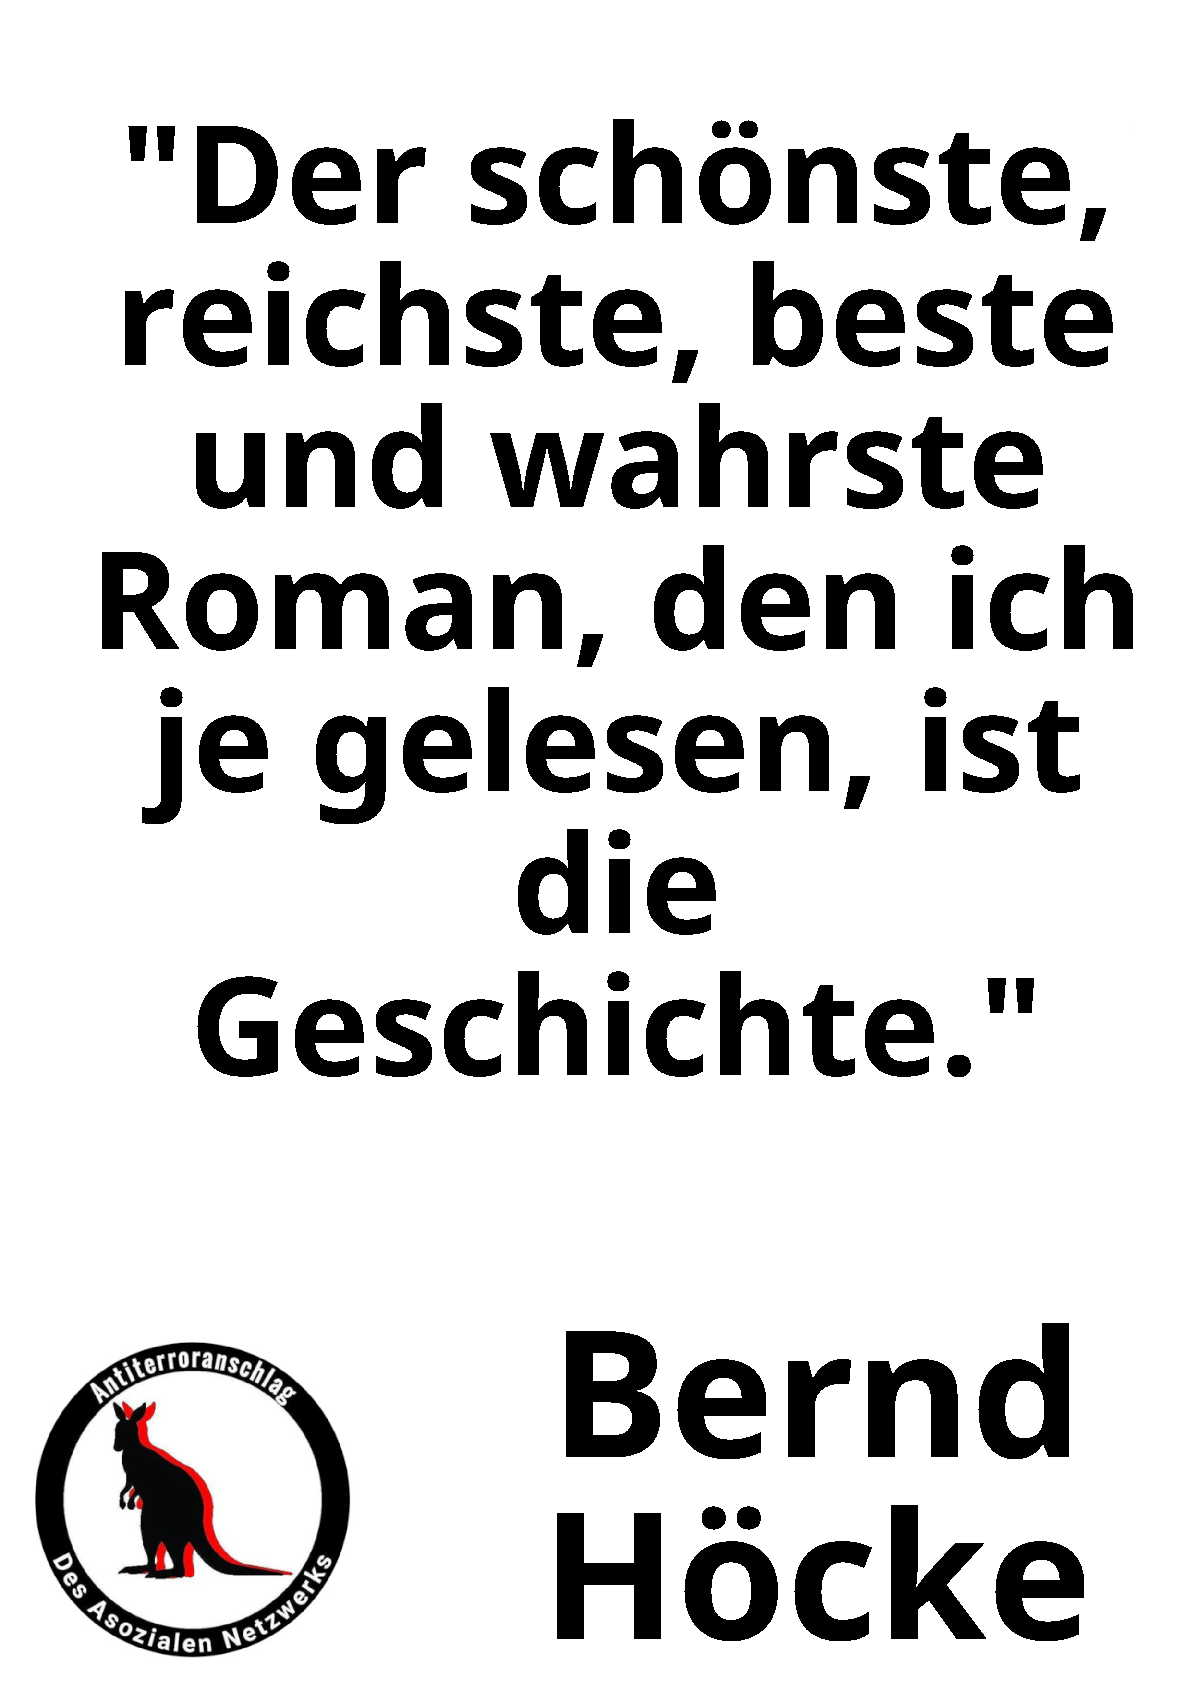 "Der schönste,
reichste, beste
und wahrste
Roman, den ich
je gelesen, ist
die
Geschichte."
Bernd
Höcke
Antiterroranschlag
Des Asozialen Netzwerks